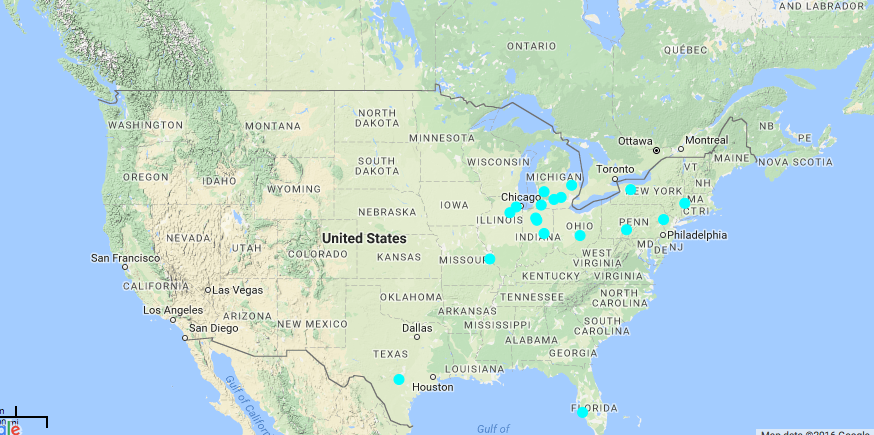 AND LABRADOR
ONTARIO
QUÉBEC
WASHINGTON
MONTANA
NORTH
DAKOTA
MINNESOTA
Ottawa
Montreal
NB
PE
MAINE
NOVA SCOTIA
OREGON
IDAHO
SOUTH
DAKOTA
WISCONSIN
MICHIGAN
Toronto
VT
NH
WYOMING
NEW YORK
MA
CT
RI
NEBRASKA
IOWA
Chicago
ILLINOIS
INDIANA
OHIO
PENN
Philadelphia
MD
DE
NJ
NEVADA
UTAH
United States
COLORADO
KANSAS
MISSOURI
WEST
VIRGINIA
VIRGINIA
KENTUCKY
San Francisco
CALIFORNIA
Las Vegas
OKLAHOMA
TENNESSEE
NORTH
CAROLINA
Los Angeles
ARIZONA
NEW MEXICO
ARKANSAS
SOUTH
CAROLINA
San Diego
Dallas
MISSISSIPPI
ALABAMA
GEORGIA
TEXAS
LOUISIANA
Houston
FLORIDA
Gulf of
Gulf of
Map data ©2016 Google